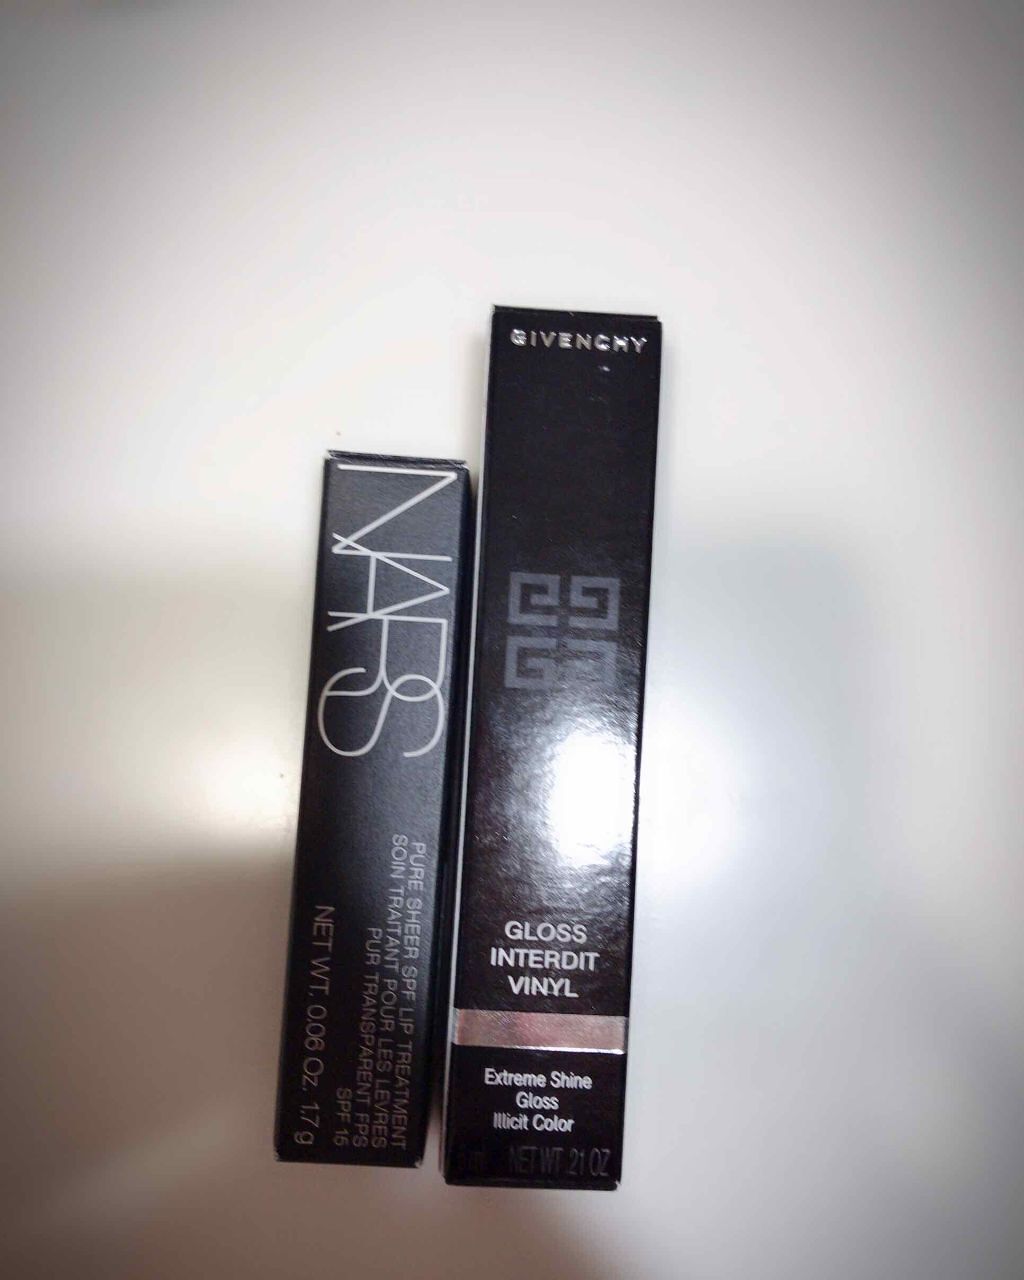 NARS
PURE SHEER SPF LIP TREATMENT
SOIN TRAITANT POUR LES LEVRES
PUR TRANSPARENT FPS
SPF 15
NET WT. 0.06 Oz. 1.7 g
GIVENCHY
GLOSS
INTERDIT
VINYL
Extreme Shine
Gloss
Illicit Color
ml NET WT .21 OZ